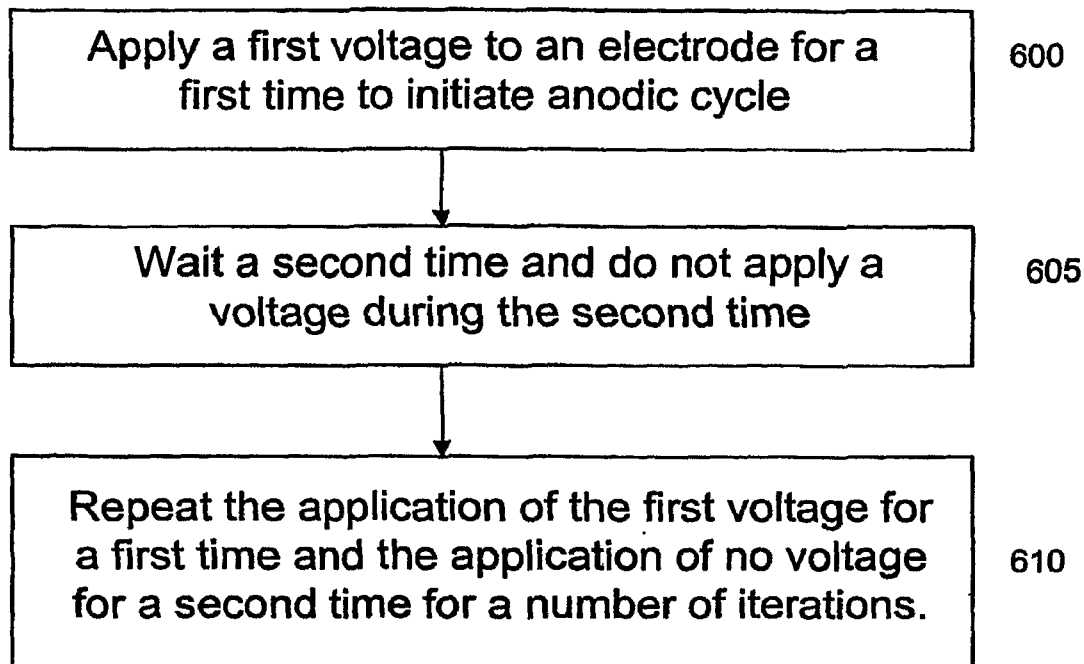 Apply a first voltage to an electrode for a
first time to initiate anodic cycle
600
Wait a second time and do not apply a
voltage during the second time
605
Repeat the application of the first voltage for
a first time and the application of no voltage
for a second time for a number of iterations.
610